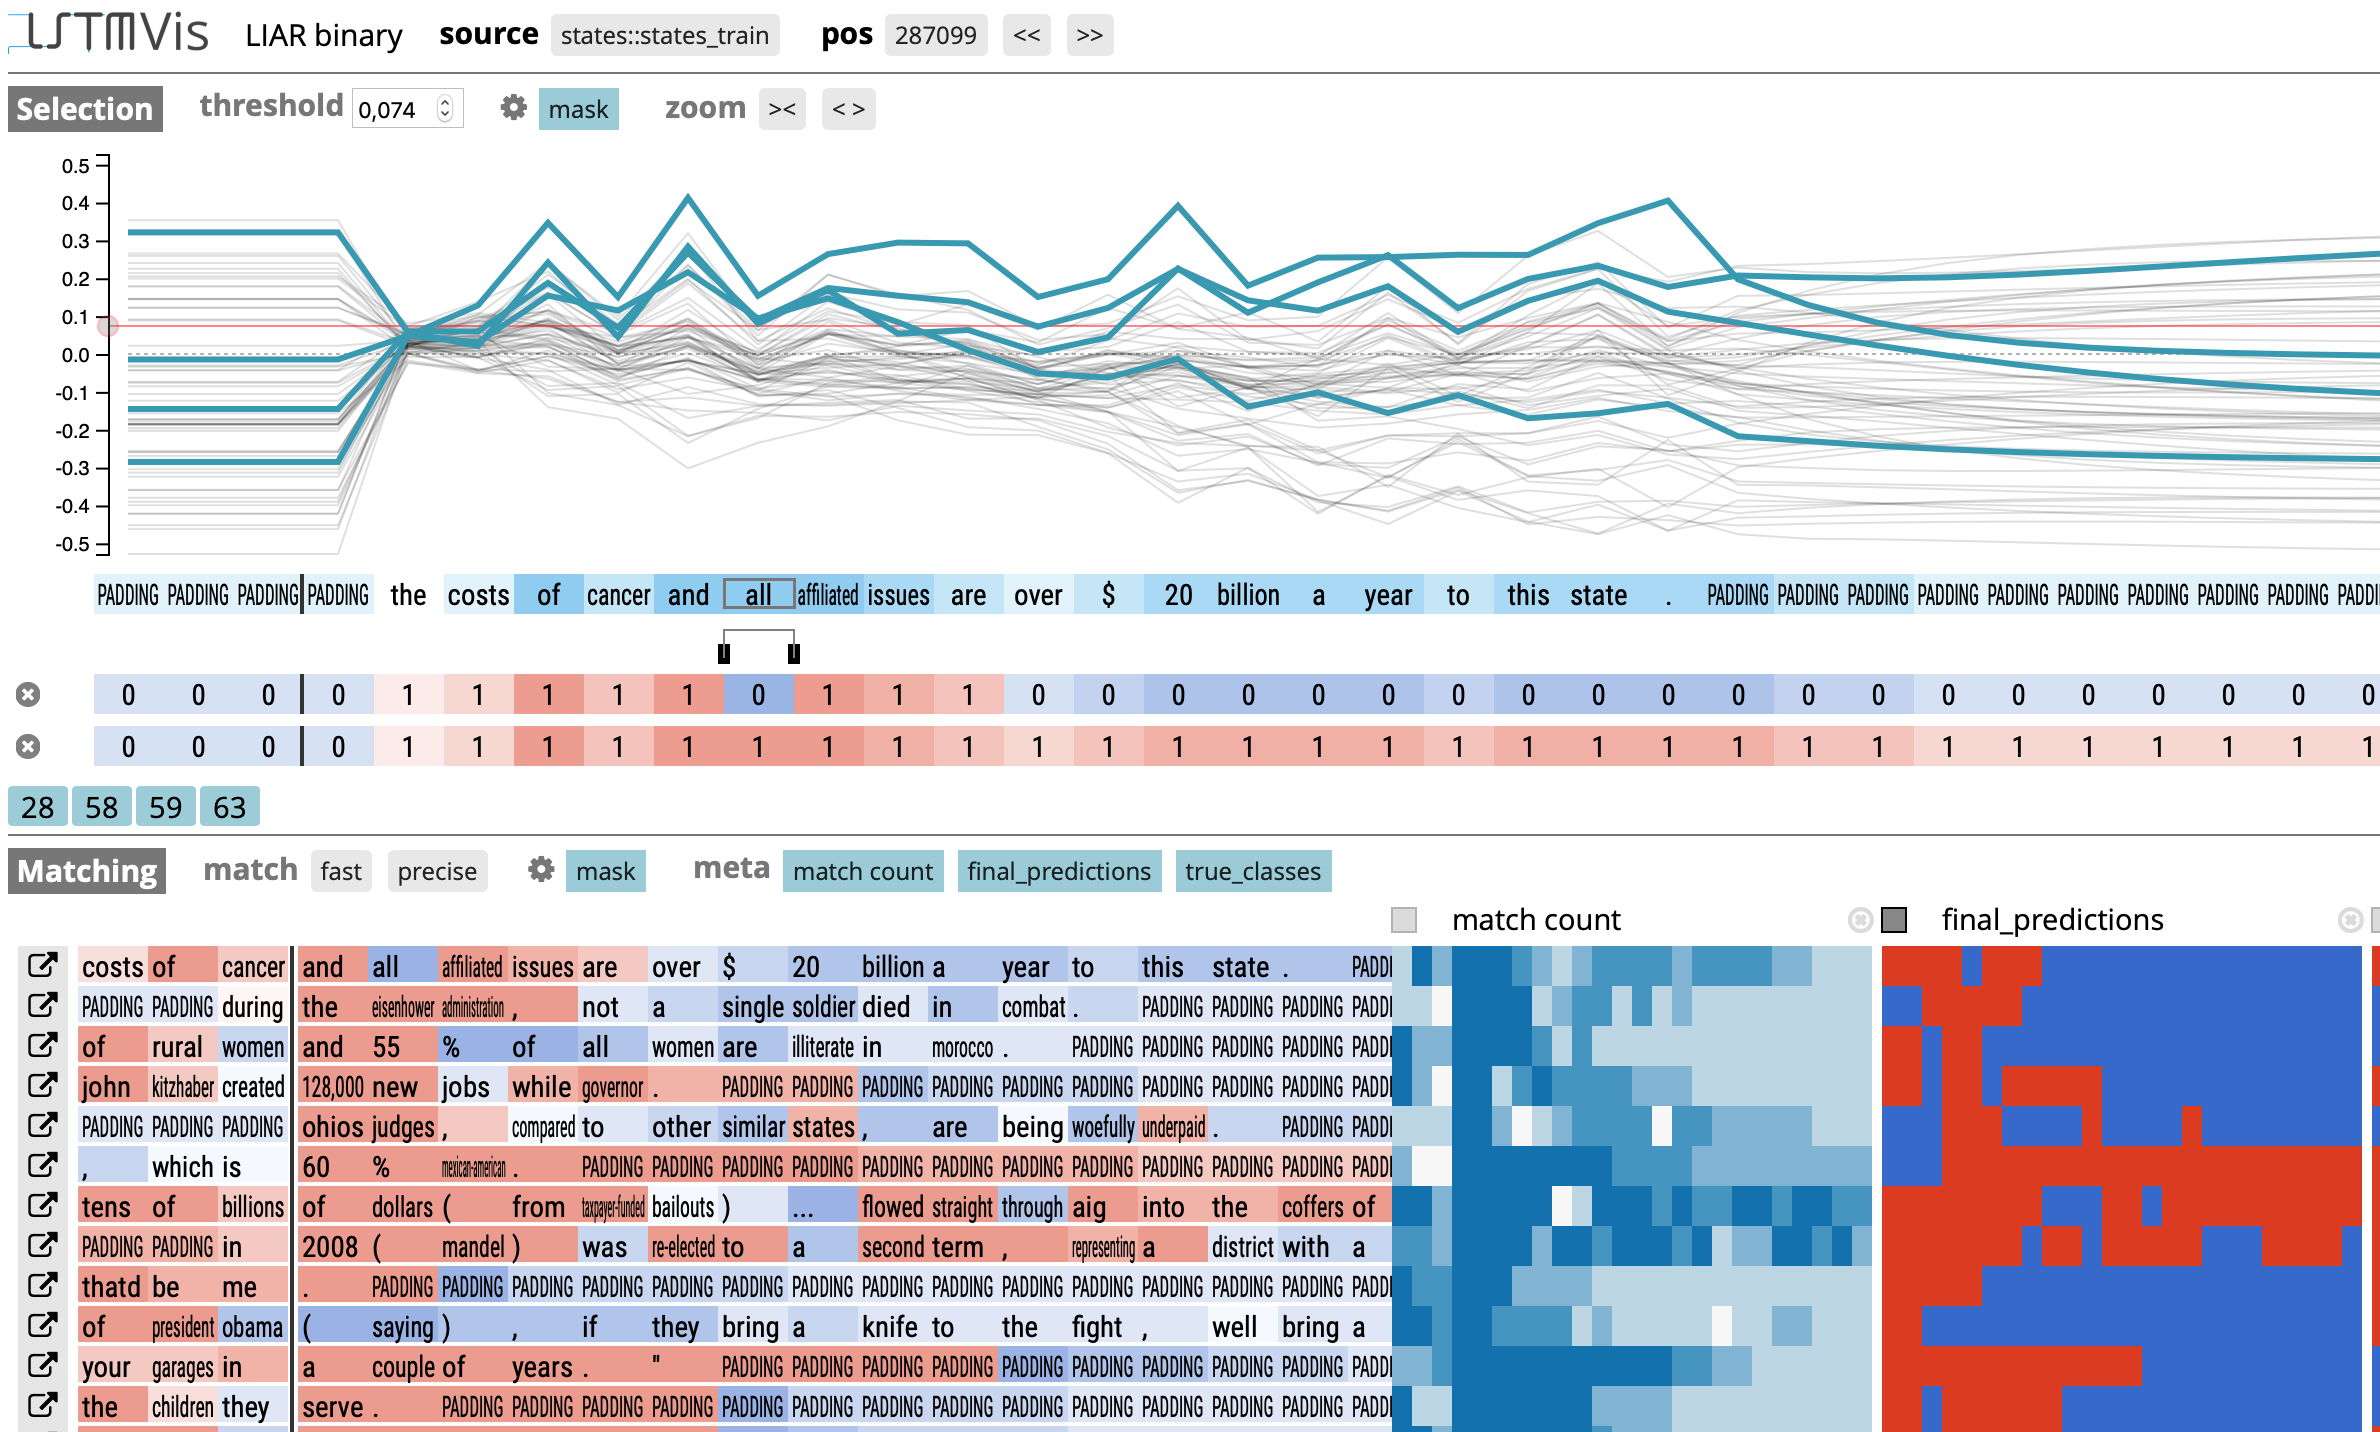 LSTMVis LIAR binary source states::states_train pos 287099 << >>
Selection threshold 0,074 mask zoom >< < >
0.5
0.4
0.3
0.2
0.1
0.0
-0.1
-0.2
-0.3
-0.4
-0.5
PADDING PADDING PADDING PADDING the costs of cancer and all affiliated issues are over $ 20 billion a year to this state . PADDING PADDING PADDING PADDING PADDING PADDING PADDING PADDING PADDING PADDI
0 0 0 0 1 1 1 1 1 0 1 1 1 0 0 0 0 0 0 0 0 0 0 0 0 0 0 0 0 0 0 0 0
0 0 0 0 1 1 1 1 1 1 1 1 1 1 1 1 1 1 1 1 1 1 1 1 1 1 1 1 1 1 1 1 1
28 58 59 63
Matching match fast precise mask meta match count final_predictions true_classes
match count final_predictions
costs of cancer and all affiliated issues are over $ 20 billion a year to this state . PADDI
PADDING PADDING during the eisenhower administration , not a single soldier died in combat . PADDING PADDING PADDING PADDI
of rural women and 55 % of all women are illiterate in morocco . PADDING PADDING PADDING PADDING PADDI
john kitzhaber created 128,000 new jobs while governor . PADDING PADDING PADDING PADDING PADDING PADDING PADDING PADDING PADDING PADDI
PADDING PADDING PADDING ohios judges , compared to other similar states , are being woefully underpaid . PADDING PADDI
, which is 60 % mexican-american . PADDING PADDING PADDING PADDING PADDING PADDING PADDING PADDING PADDING PADDING PADDING PADDI
tens of billions of dollars ( from taxpayer-funded bailouts ) ... flowed straight through aig into the coffers of
PADDING PADDING in 2008 ( mandel ) was re-elected to a second term , representing a district with a
thatd be me . PADDING PADDING PADDING PADDING PADDING PADDING PADDING PADDING PADDING PADDING PADDING PADDING PADDING PADDING PADDI
of president obama ( saying ) , if they bring a knife to the fight , well bring a
your garages in a couple of years . " PADDING PADDING PADDING PADDING PADDING PADDING PADDING PADDING PADDING PADDI
the children they serve . PADDING PADDING PADDING PADDING PADDING PADDING PADDING PADDING PADDING PADDING PADDING PADDING PADDING PADDI